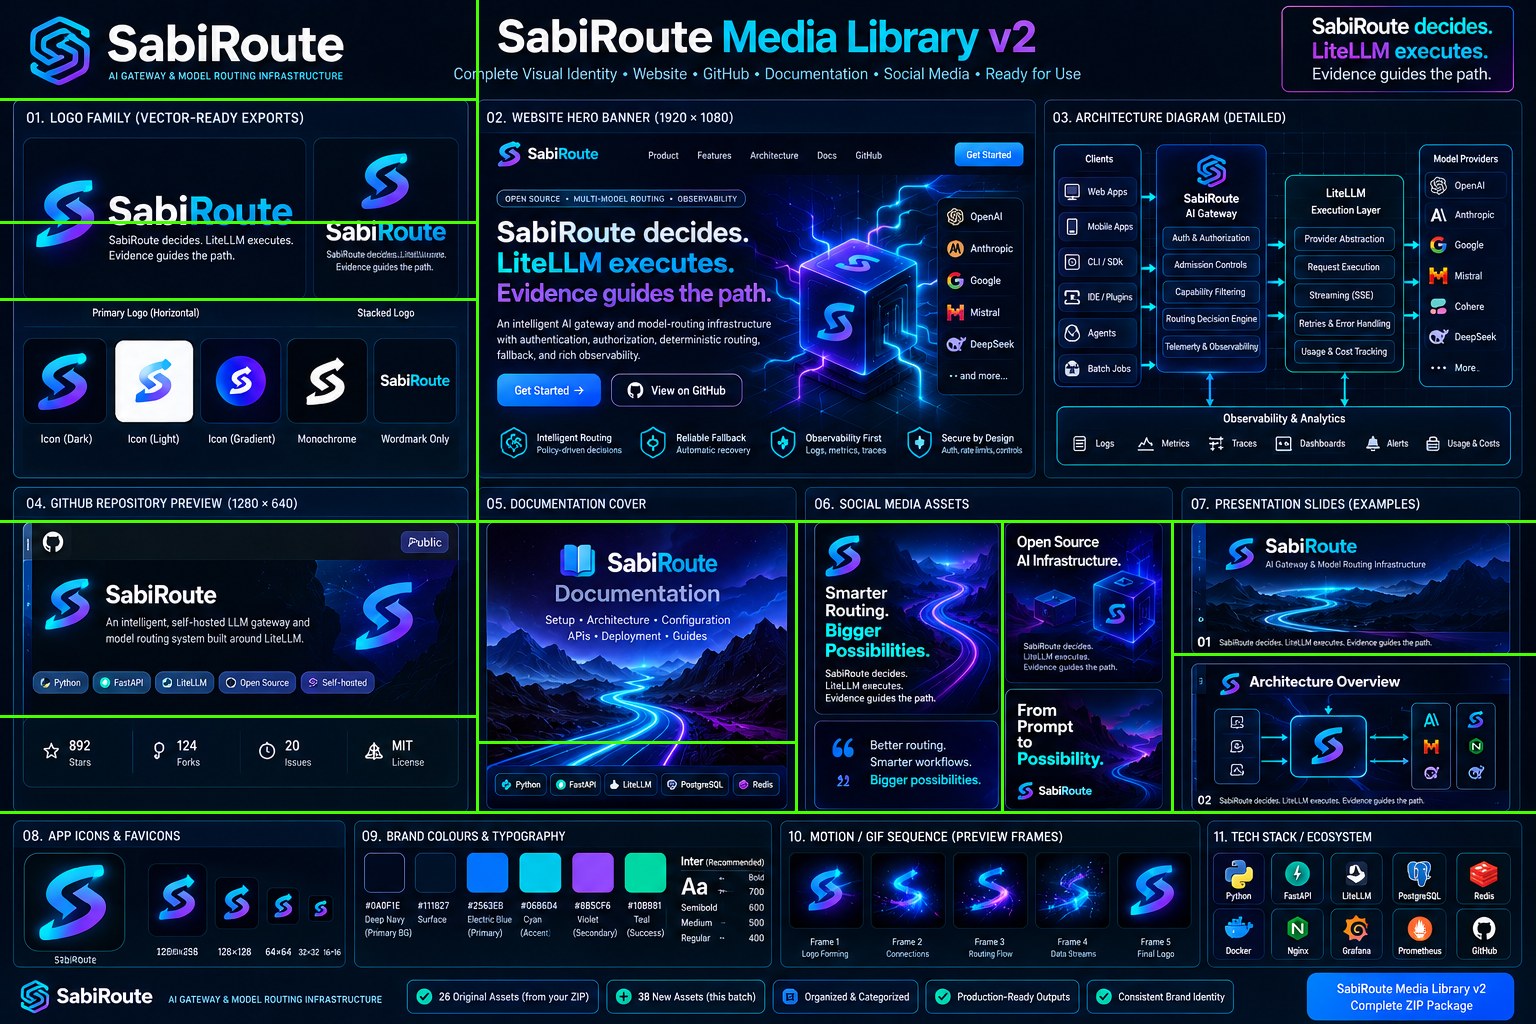 SabiRoute
AI GATEWAY & MODEL ROUTING INFRASTRUCTURE
SabiRoute Media Library v2
Complete Visual Identity • Website • GitHub • Documentation • Social Media • Ready for Use
SabiRoute decides.
LiteLLM executes.
Evidence guides the path.
01. LOGO FAMILY (VECTOR-READY EXPORTS)
SabiRoute
SabiRoute decides. LiteLLM executes.
Evidence guides the path.
SabiRoute
SabiRoute decides.
Evidence guides the path.
Primary Logo (Horizontal)
Stacked Logo
SabiRoute
Icon (Dark)
Icon (Light)
Icon (Gradient)
Monochrome
Wordmark Only
02. WEBSITE HERO BANNER (1920 × 1080)
SabiRoute
Product
Features
Architecture
Docs
GitHub
Get Started
OPEN SOURCE • MULTI-MODEL ROUTING • OBSERVABILITY
SabiRoute decides.
LiteLLM executes.
Evidence guides the path.
An intelligent AI gateway and model-routing infrastructure
with authentication, authorization, deterministic routing,
fallback, and rich observability.
Get Started →
View on GitHub
OpenAI
Anthropic
Google
Mistral
DeepSeek
•• and more...
Intelligent Routing
Policy-driven decisions
Reliable Fallback
Automatic recovery
Observability First
Logs, metrics, traces
Secure by Design
Auth, rate limits, controls
03. ARCHITECTURE DIAGRAM (DETAILED)
Clients
Web Apps
Mobile Apps
CLI / SDk
IDE / Plugins
Agents
Batch Jobs
SabiRoute
AI Gateway
Auth & Authorization
Admission Controls
Capability Filtering
Routing Decision Engine
Telemerty & Observability
LiteLLM
Execution Layer
Provider Abstraction
Request Execution
Streaming (SSE)
Retries & Error Handling
Usage & Cost Tracking
Model Providers
OpenAI
Anthropic
Google
Mistral
Cohere
DeepSeek
More..
Observability & Analytics
Logs
Metrics
Traces
Dashboards
Alerts
Usage & Costs
04. GITHUB REPOSITORY PREVIEW (1280 × 640)
Public
SabiRoute
An intelligent, self-hosted LLM gateway and
model routing system built around LiteLLM.
Python
FastAPI
LiteLLM
Open Source
Self-hosted
892
Stars
124
Forks
20
Issues
MIT
License
05. DOCUMENTATION COVER
SabiRoute
Documentation
Setup • Architecture • Configuration
APIs • Deployment • Guides
Python
FastAPI
LiteLLM
PostgreSQL
Redis
06. SOCIAL MEDIA ASSETS
Smarter
Routing.
Bigger
Possibilities.
SabiRoute decides.
LiteLLM executes.
Evidence guides the path.
Better routing.
Smarter workflows.
Bigger possibilities.
Open Source
AI Infrastructure.
SabiRoute decides.
LiteLLM executes.
Evidence guides the path.
From
Prompt
to
Possibility.
SabiRoute
07. PRESENTATION SLIDES (EXAMPLES)
SabiRoute
AI Gateway & Model Routing Infrastructure
01 SabiRoute decides. LiteLLM executes. Evidence guides the path.
Architecture Overview
02 SabiRoute decides. LiteLLM executes. Evidence guides the path.
08. APP ICONS & FAVICONS
SabiRoute
128×128
64×64
32×32
16-16
09. BRAND COLOURS & TYPOGRAPHY
#0A0F1E
Deep Navy
(Primary BG)
#111827
Surface
#2563EB
Electric Blue
(Primary)
#06B6D4
Cyan
(Accent)
#8B5CF6
Violet
(Secondary)
#10BB81
Teal
(Success)
Inter (Recommended)
Aa
Bold
700
Semibold 600
Medium 500
Regular 400
10. MOTION / GIF SEQUENCE (PREVIEW FRAMES)
Frame 1
Logo Forming
Frame 2
Connections
Frame 3
Routing Flow
Frame 4
Data Streams
Frame 5
Final Logo
11. TECH STACK / ECOSYSTEM
Python
FastAPI
LiteLLM
PostgreSQL
Redis
Docker
Nginx
Grafana
Prometheus
GitHub
SabiRoute
AI GATEWAY & MODEL ROUTING INFRASTRUCTURE
26 Original Assets (from your ZIP)
38 New Assets (this batch)
Organized & Categorized
Production-Ready Outputs
Consistent Brand Identity
SabiRoute Media Library v2
Complete ZIP Package